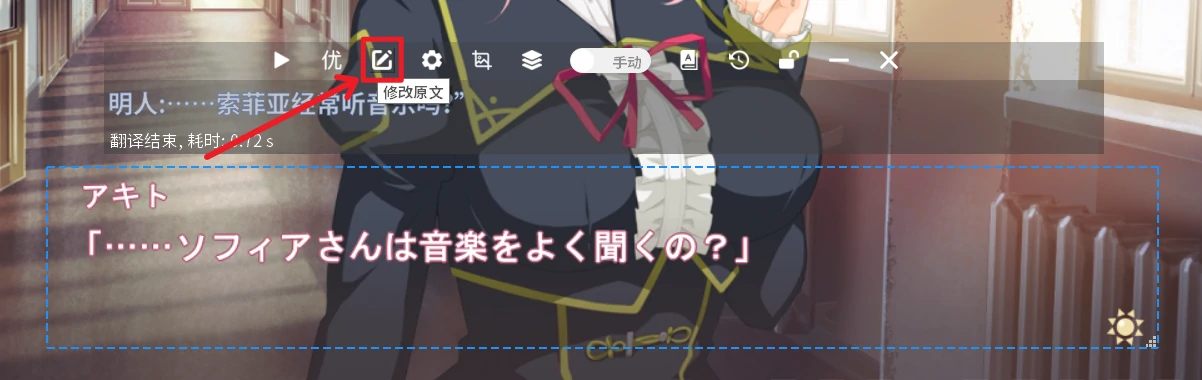 优 手动
修改原文
明人:······索菲亚经常听音乐吗?”
翻译结束, 耗时: 0.72 s
アキト
「……ソフィアさんは音楽をよく聞くの？」